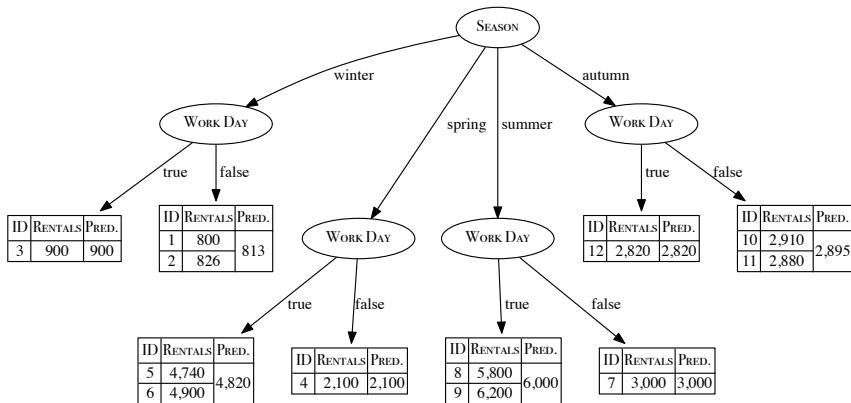 SEASON
winter
spring
summer
autumn
WORK DAY
WORK DAY
true
false
true
false
ID RENTALS PRED.
3 900 900
ID RENTALS PRED.
1 800 813
2 826
WORK DAY
WORK DAY
ID RENTALS PRED.
12 2,820 2,820
ID RENTALS PRED.
10 2,910 2,895
11 2,880
true
false
true
false
ID RENTALS PRED.
5 4,740 4,820
6 4,900
ID RENTALS PRED.
4 2,100 2,100
ID RENTALS PRED.
8 5,800 6,000
9 6,200
ID RENTALS PRED.
7 3,000 3,000